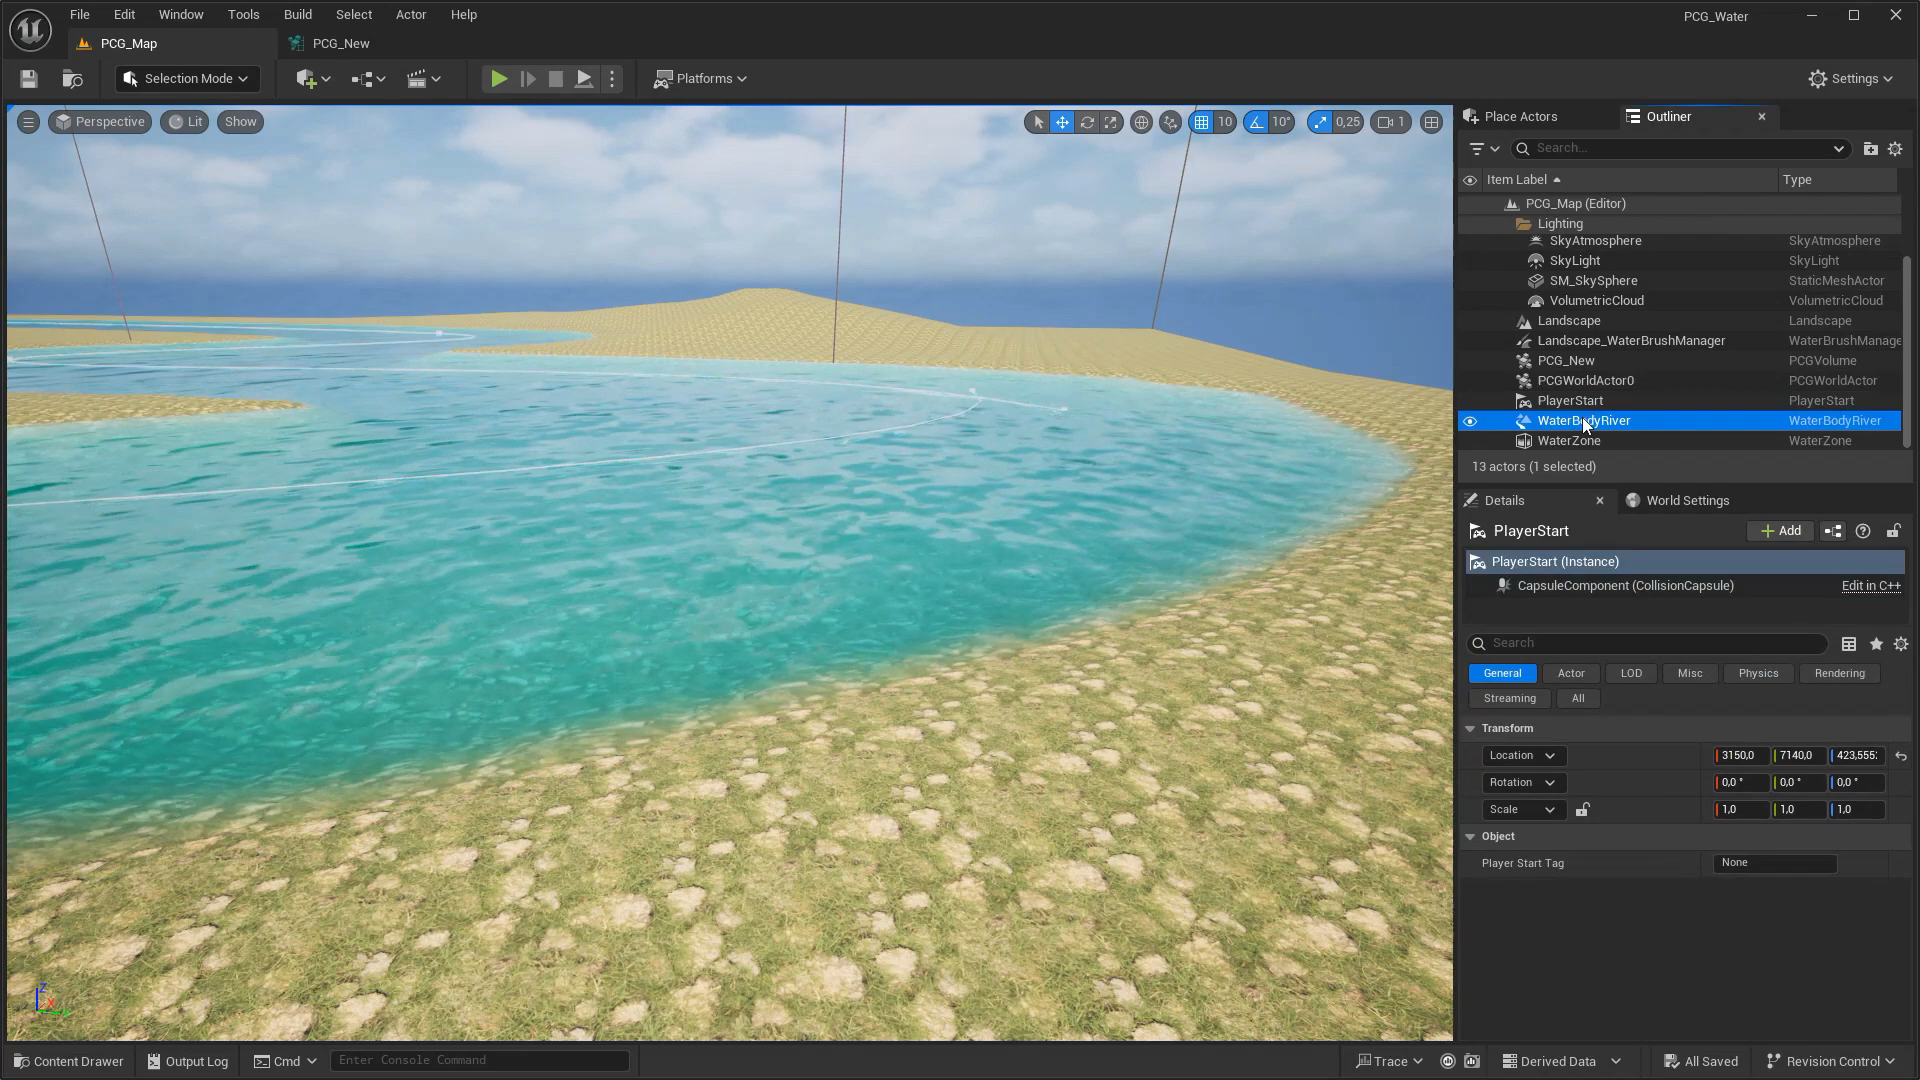 File Edit Window Tools Build Select Actor Help PCG_Water
PCG_Map PCG_New
Selection Mode Platforms Settings
Perspective Lit Show 10 10° 0,25 1
Place Actors Outliner
Search...
Item Label Type
PCG_Map (Editor)
Lighting
SkyAtmosphere SkyAtmosphere
SkyLight SkyLight
SM_SkySphere StaticMeshActor
VolumetricCloud VolumetricCloud
Landscape Landscape
Landscape_WaterBrushManager WaterBrushManage
PCG_New PCGVolume
PCGWorldActor0 PCGWorldActor
PlayerStart PlayerStart
WaterBodyRiver WaterBodyRiver
WaterZone WaterZone
13 actors (1 selected)
Details World Settings
PlayerStart Add
PlayerStart (Instance)
CapsuleComponent (CollisionCapsule) Edit in C++
Search
General Actor LOD Misc Physics Rendering
Streaming All
Transform
Location 3150,0 7140,0 423,555
Rotation 0,0 ° 0,0 ° 0,0 °
Scale 1,0 1,0 1,0
Object
Player Start Tag None
Z X Y
Content Drawer Output Log Cmd Enter Console Command Trace Derived Data All Saved Revision Control